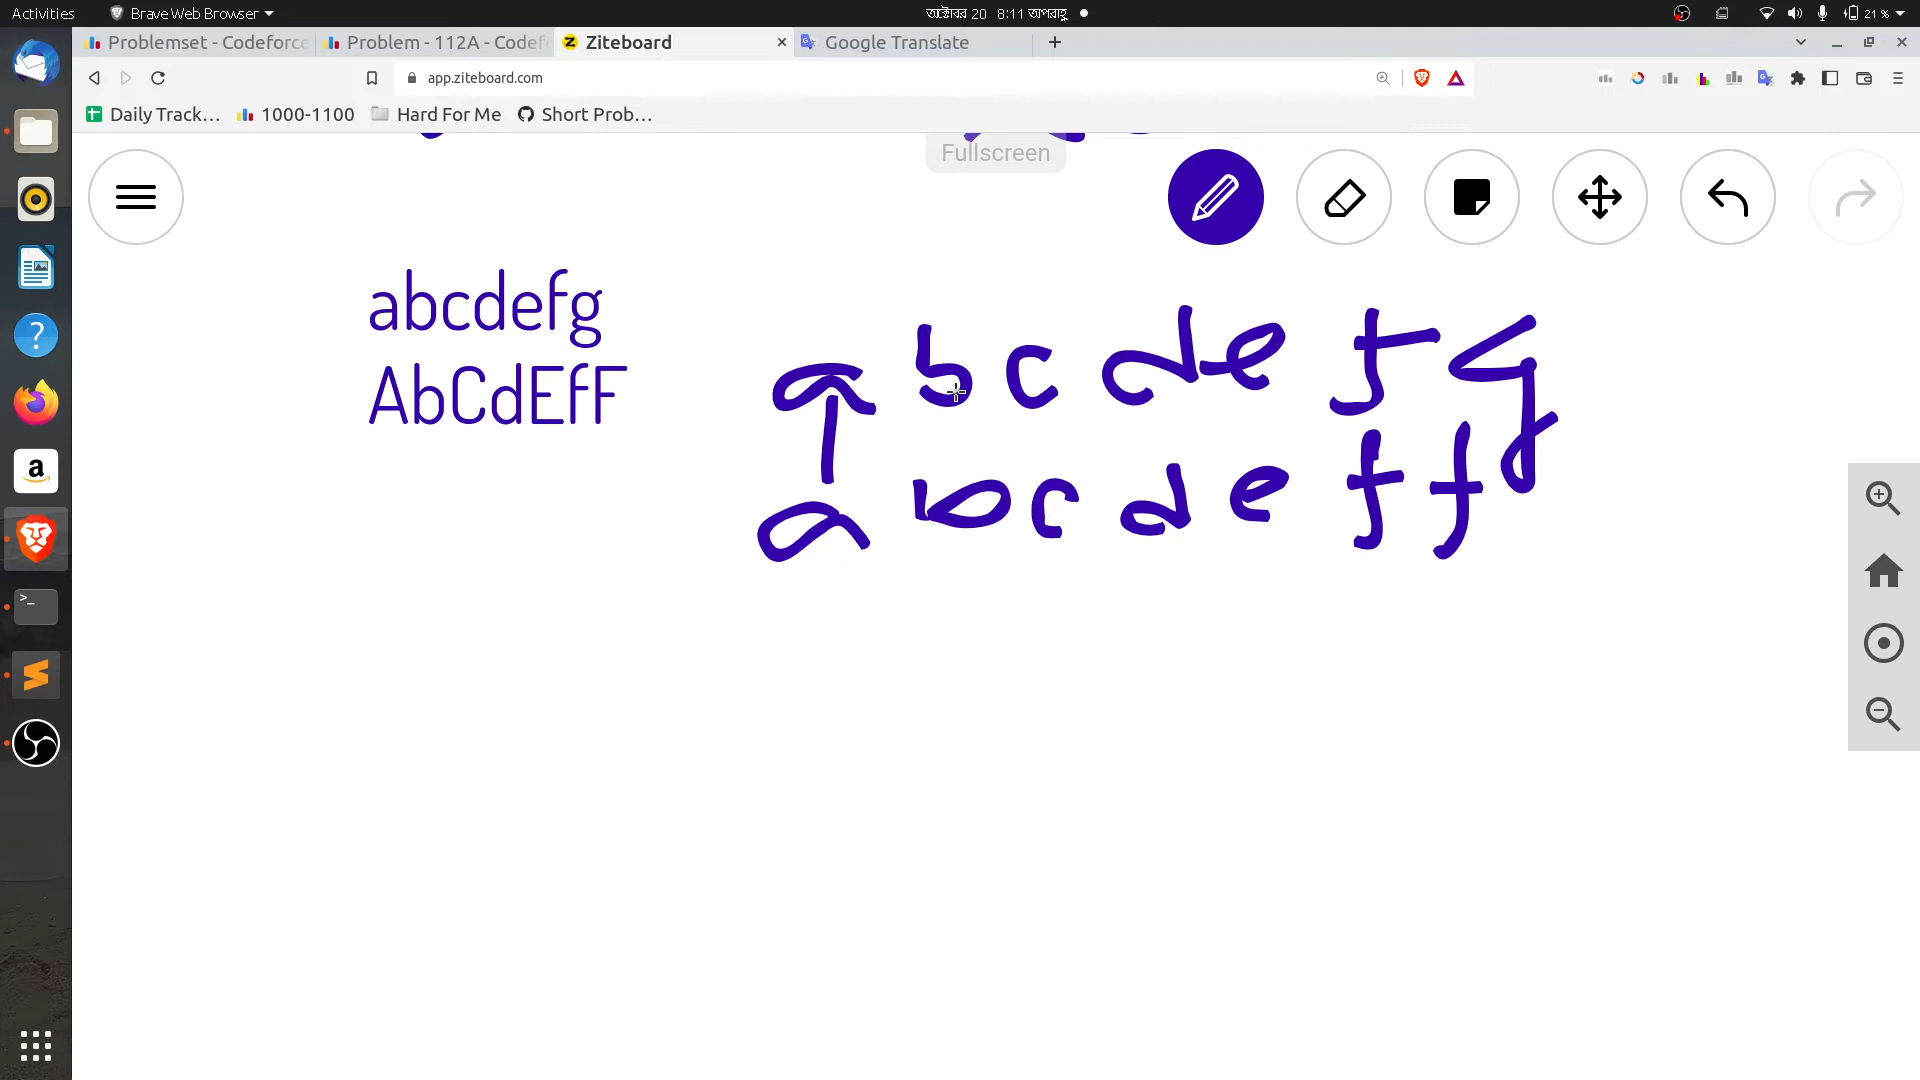 Activities Brave Web Browser অক্টোবর 20 8:11 অপরাহ্ণ 21 %
Problemset - Codeforce Problem - 112A - Codef Ziteboard Google Translate
app.ziteboard.com
Daily Track... 1000-1100 Hard For Me Short Prob...
Fullscreen
abcdefg
AbCdEfF
a b c d e f g
a b c d e f f